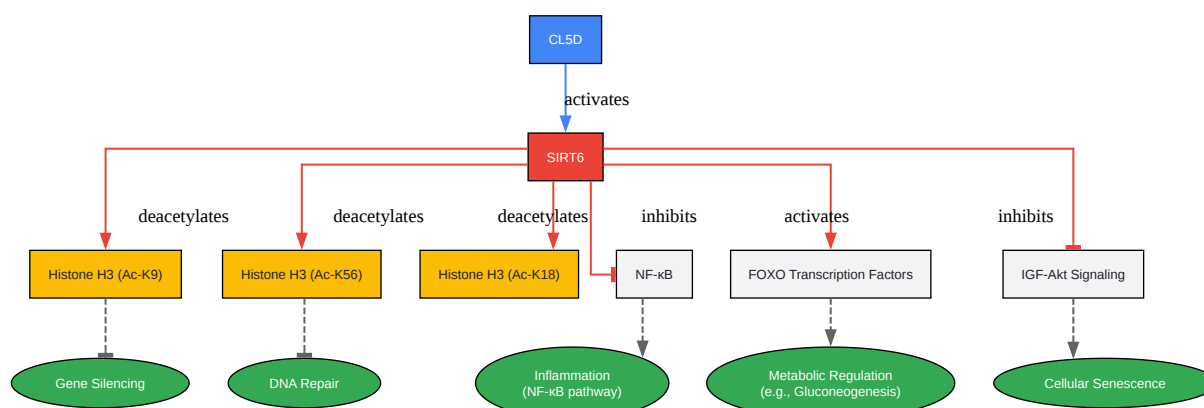 CL5D
activates
SIRT6
deacetylates
deacetylates
deacetylates
inhibits
activates
inhibits
Histone H3 (Ac-K9)
Histone H3 (Ac-K56)
Histone H3 (Ac-K18)
NF-κB
FOXO Transcription Factors
IGF-Akt Signaling
Gene Silencing
DNA Repair
Inflammation
(NF-κB pathway)
Metabolic Regulation
(e.g., Gluconeogenesis)
Cellular Senescence